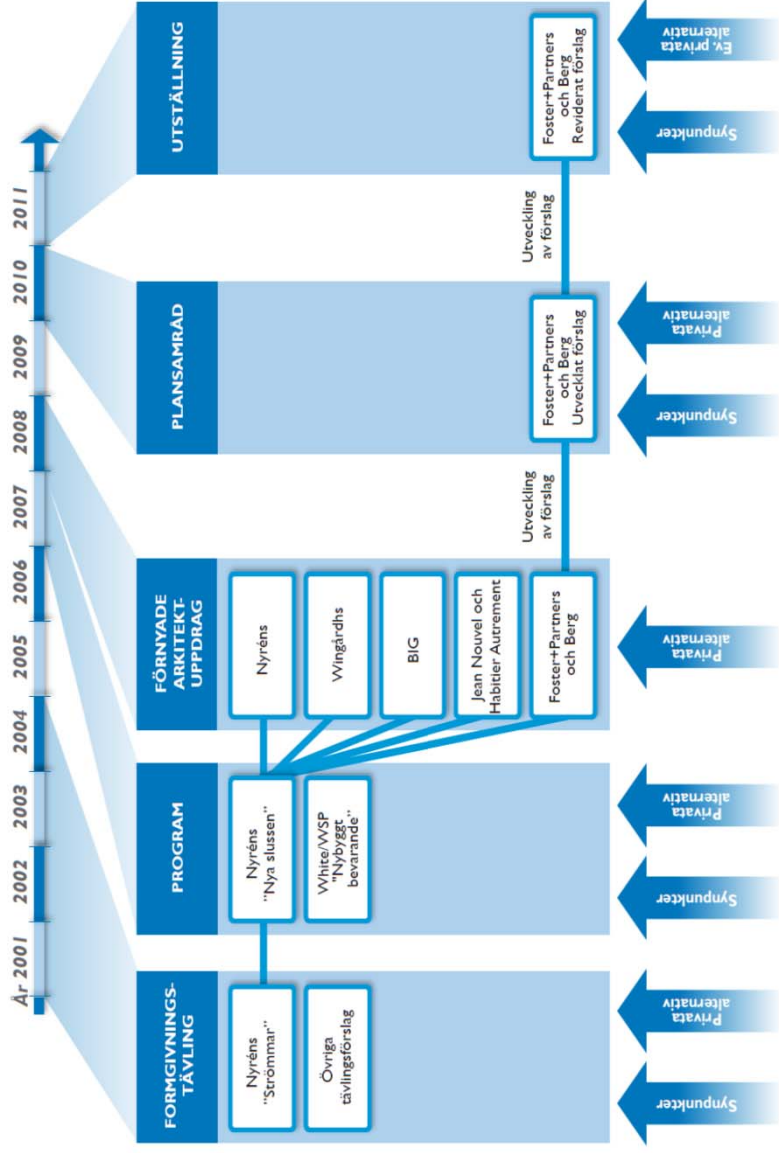 År 2001
2002
2003
2004
2005
2006
2007
2008
2009
2010
2011
FORMGIVNINGS-
TÄVLING
Nyréns
"Strömmar"
Övriga
tävlingsförslag
Synpunkter
Privata
alternativ
PROGRAM
Nyréns
"Nya slussen"
White/WSP
"Nybyggt
bevarande"
Synpunkter
Privata
alternativ
FÖRNYADE
ARKITEKT-
UPPDRAG
Nyréns
Wingårdhs
BIG
Jean Nouvel och
Habitier Autrement
Foster+Partners
och Berg
Privata
alternativ
Utveckling
av förslag
PLANSAMRÅD
Foster+Partners
och Berg
Utvecklat förslag
Synpunkter
Privata
alternativ
Utveckling
av förslag
UTSTÄLLNING
Foster+Partners
och Berg
Reviderat förslag
Synpunkter
Ev. privata
alternativ